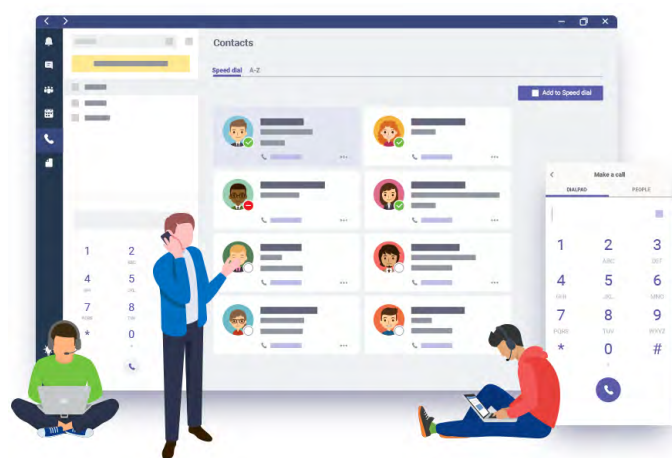 Contacts
Speed dial A-Z
Add to Speed dial
Make a call
DIALPAD PEOPLE
1 2
ABC
4 5
GHI JKL
7 8
PQRS TUV
* 0
+
1 2 3
ABC DEF
4 5 6
GHI JKL MNO
7 8 9
PQRS TUV WXYZ
* 0 #
+